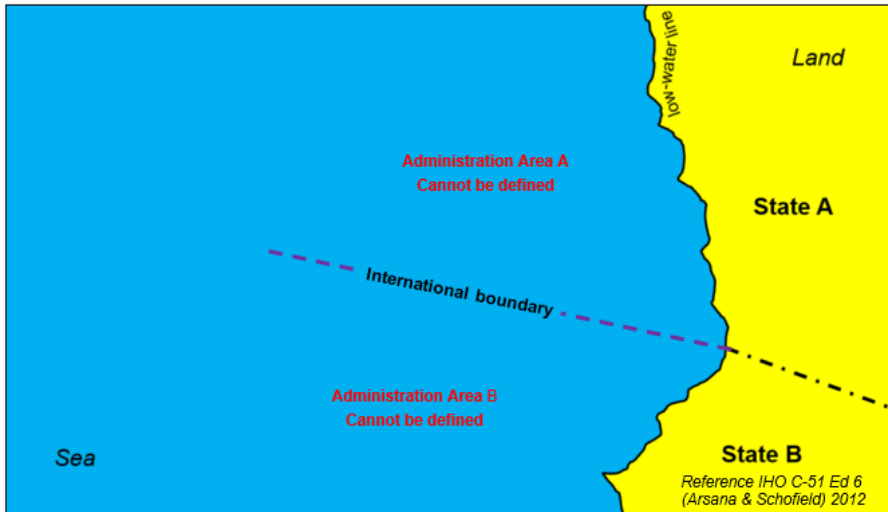 low-water line
Land
Administration Area A
Cannot be defined
State A
International boundary
Administration Area B
Cannot be defined
Sea
State B
Reference IHO C-51 Ed 6
(Arsana & Schofield) 2012